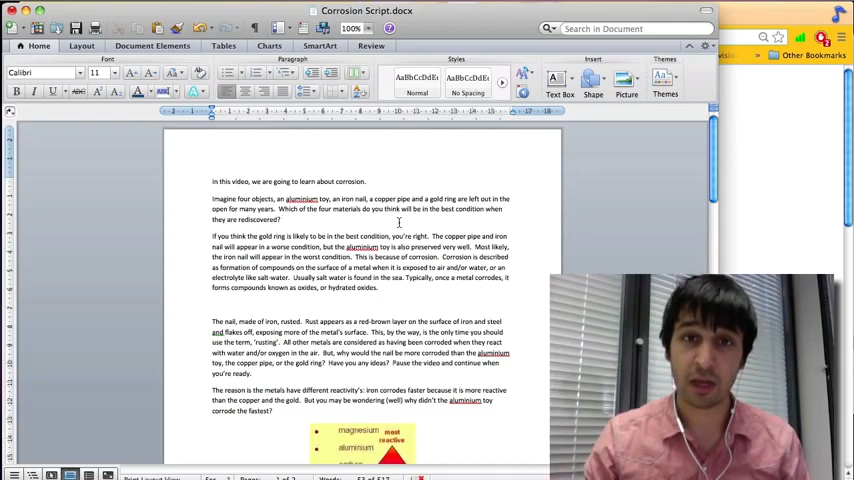 Corrosion Script.docx
150%
Search in Document
Home Layout Document Elements Tables Charts SmartArt Review
Other Bookmarks
Font Paragraph Styles Insert Themes
Calibri 11
AaBbCcDdE AaBbCcDdE
Normal No Spacing
Text Box Shape Picture Themes
In this video, we are going to learn about corrosion.
Imagine four objects, an aluminium toy, an iron nail, a copper pipe and a gold ring are left out in the
open for many years. Which of the four materials do you think will be in the best condition when
they are rediscovered?
If you think the gold ring is likely to be in the best condition, you're right. The copper pipe and iron
nail will appear in a worse condition, but the aluminium toy is also preserved very well. Most likely,
the iron nail will appear in the worst condition. This is because of corrosion. Corrosion is described
as formation of compounds on the surface of a metal when it is exposed to air and/or water, or an
electrolyte like salt-water. Usually salt water is found in the sea. Typically, once a metal corrodes, it
forms compounds known as oxides, or hydrated oxides.
The nail, made of iron, rusted. Rust appears as a red-brown layer on the surface of iron and steel
and flakes off, exposing more of the metal's surface. This, by the way, is the only time you should
use the term, 'rusting'. All other metals are considered as having been corroded when they react
with water and/or oxygen in the air. But, why would the nail be more corroded than the aluminium
toy, the copper pipe, or the gold ring? Have you any ideas? Pause the video and continue when
you're ready.
The reason is the metals have different reactivity's: iron corrodes faster because it is more reactive
than the copper and the gold. But you may be wondering (well) why didn't the aluminium toy
corrode the fastest?
magnesium most
reactive
aluminium